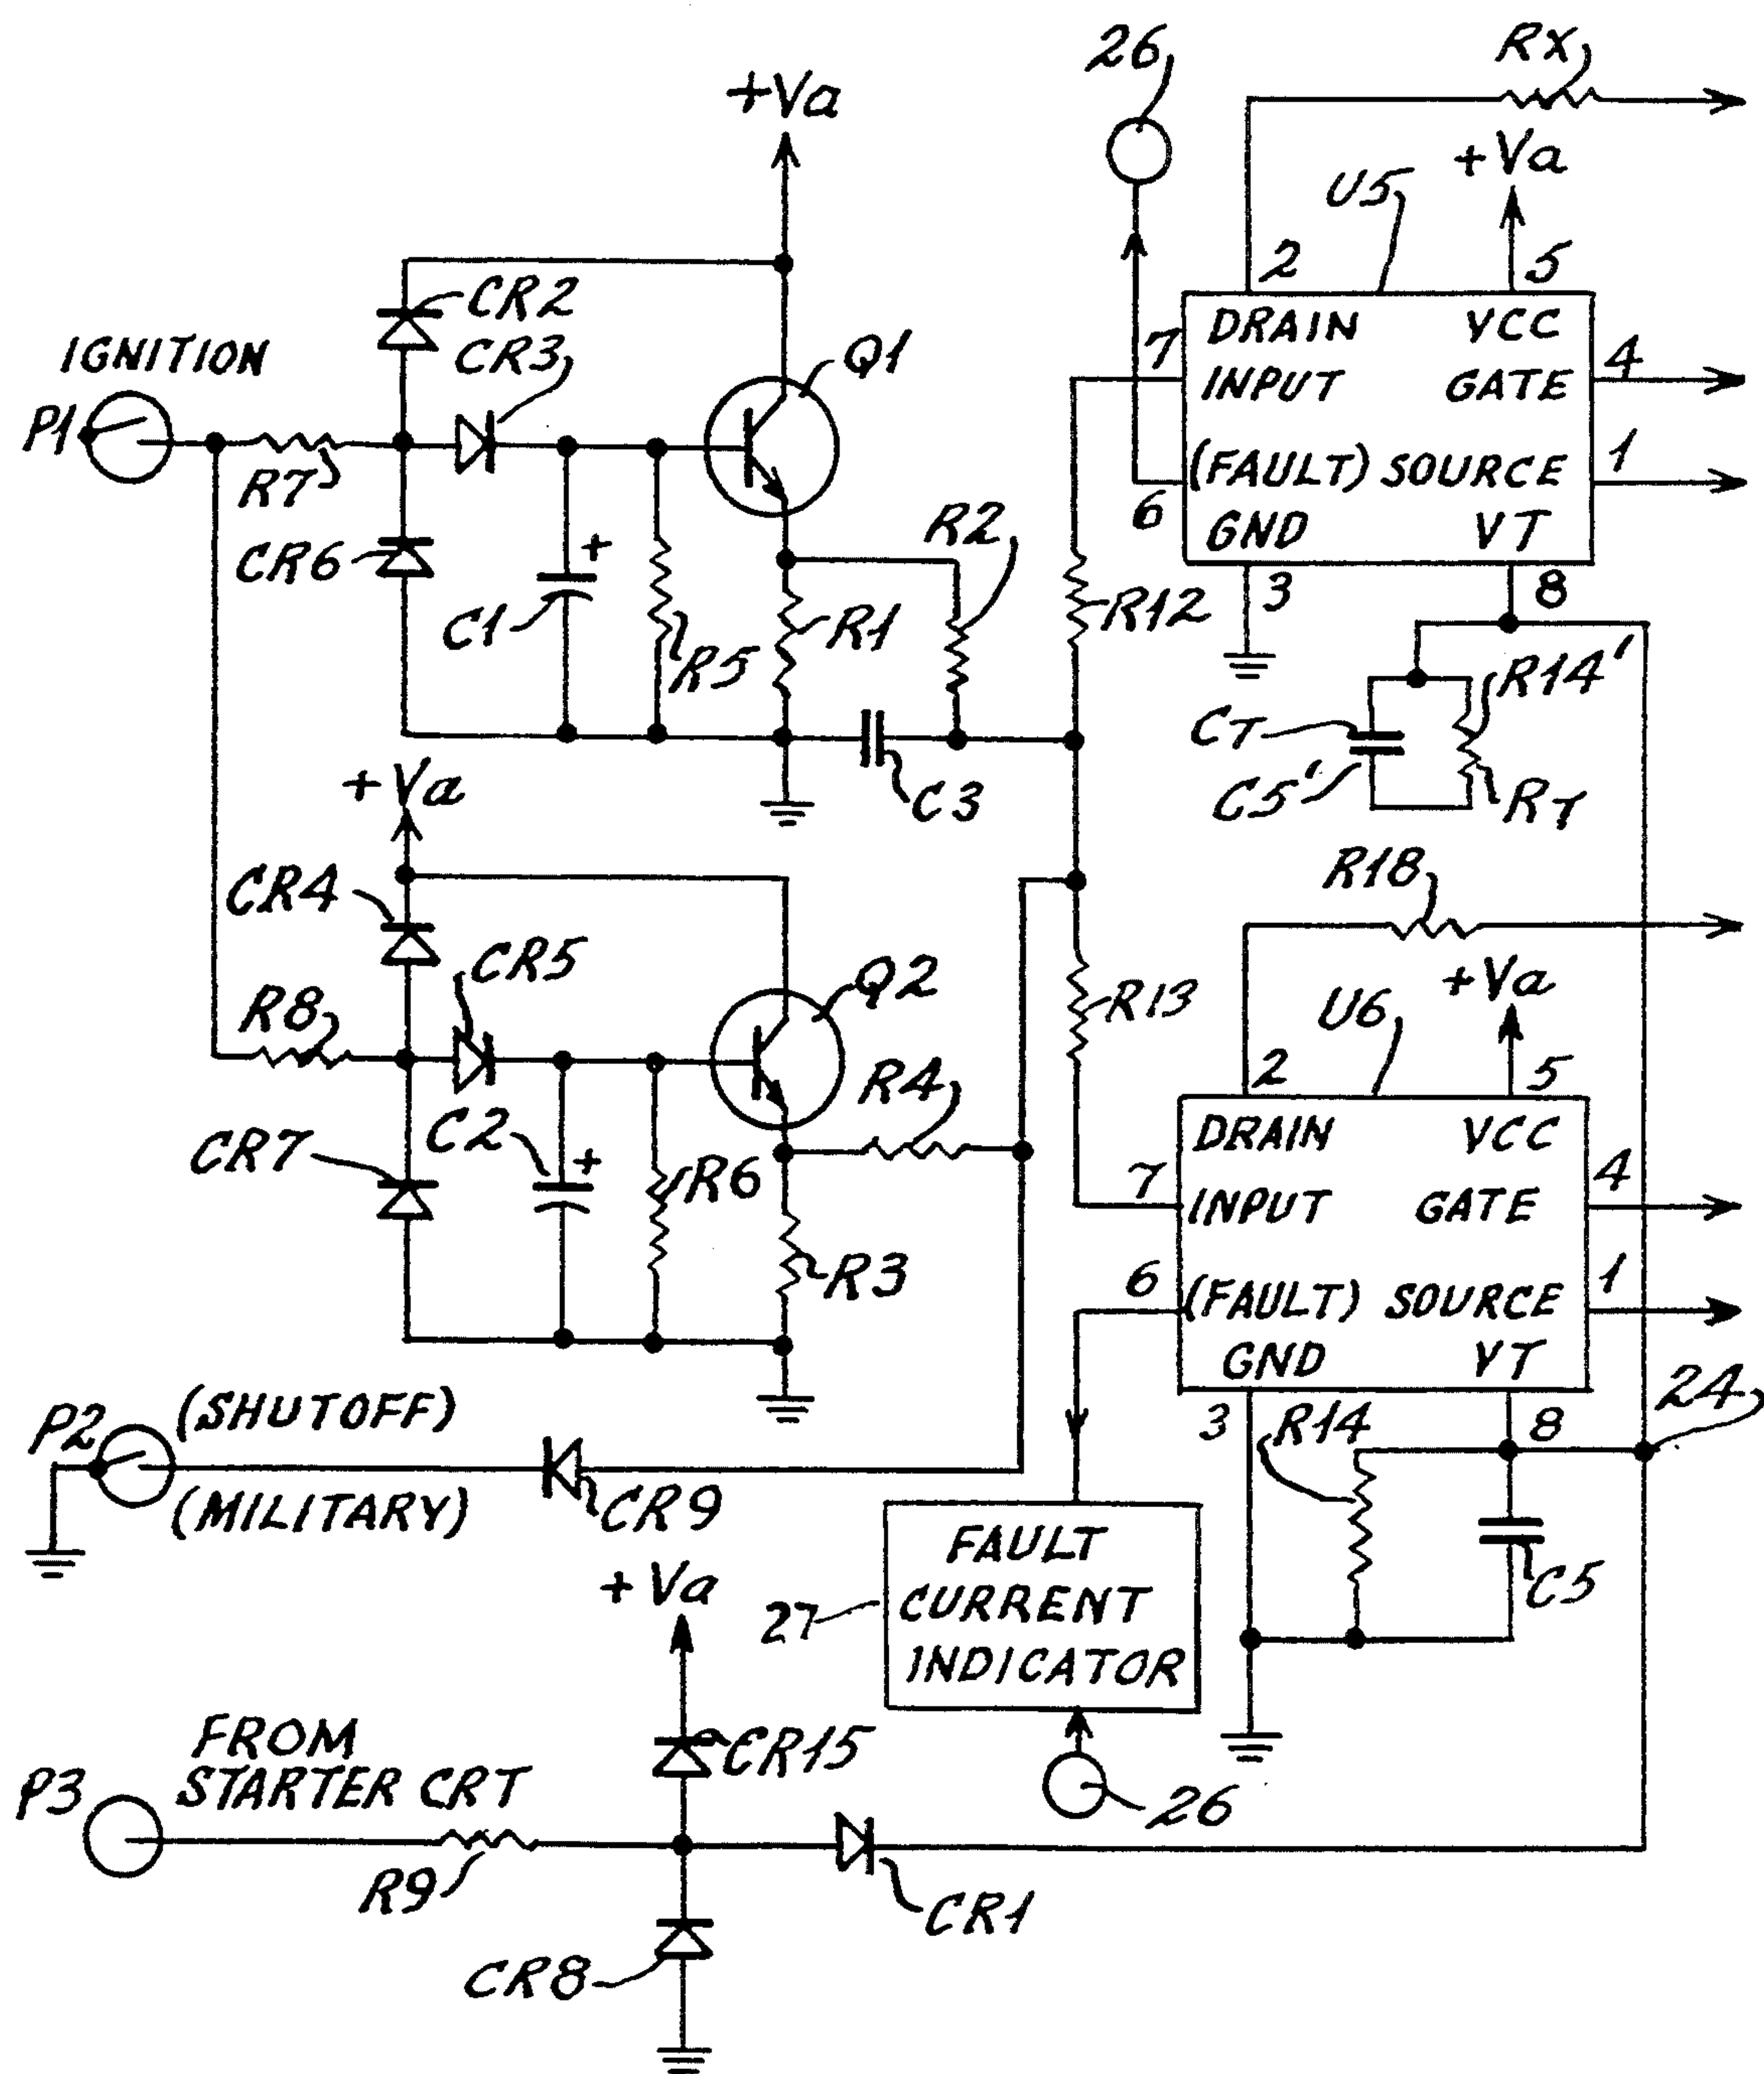 26
RX
+Va
+Va
U5
2
5
CR2
IGNITION
CR3
Q1
7
DRAIN
VCC
4
INPUT
GATE
P1
R7
1
(FAULT)
SOURCE
6
R2
GND
VT
CR6
+
3
8
C1
R5
R1
R12
R14'
CT
C5'
RT
+Va
C3
R18
CR4
CR5
Q2
+Va
R8
R13
U6
2
5
R4
C2
DRAIN
VCC
CR7
+
R6
7
4
INPUT
GATE
R3
6
1
(FAULT)
SOURCE
GND
VT
24
P2
(SHUTOFF)
3
R14
8
(MILITARY)
CR9
FAULT
CURRENT
INDICATOR
27
C5
+Va
FROM
STARTER CRT
P3
CR15
26
R9
CR1
CR8